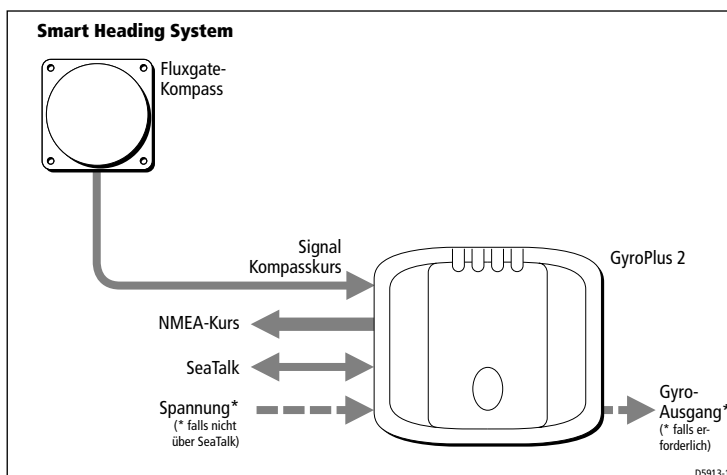 Smart Heading System
Fluxgate-
Kompass
Signal
Kompasskurs
GyroPlus 2
NMEA-Kurs
SeaTalk
Spannung*
(* falls nicht
über SeaTalk)
Gyro-
Ausgang*
(* falls er-
forderlich)